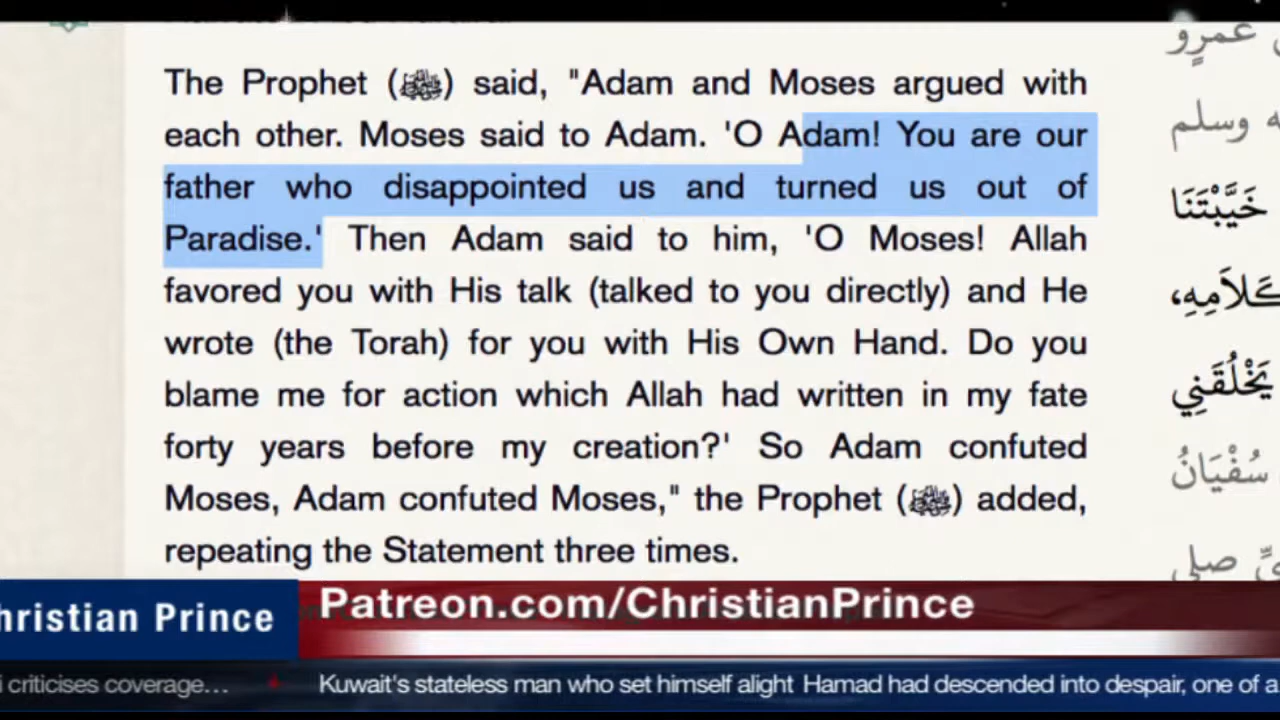 The Prophet (ﷺ) said, "Adam and Moses argued with
each other. Moses said to Adam. 'O Adam! You are our
father who disappointed us and turned us out of
Paradise.' Then Adam said to him, 'O Moses! Allah
favored you with His talk (talked to you directly) and He
wrote (the Torah) for you with His Own Hand. Do you
blame me for action which Allah had written in my fate
forty years before my creation?' So Adam confuted
Moses, Adam confuted Moses," the Prophet (ﷺ) added,
repeating the Statement three times.
عَمْرٍو
ه وسلم
خَيَّبْتَنَا
كَلاَمِهِ،
يَخْلُقَنِي
سُفْيَانُ
صلى
hristian Prince
Patreon.com/ChristianPrince
i criticises coverage...
Kuwait's stateless man who set himself alight Hamad had descended into despair, one of a